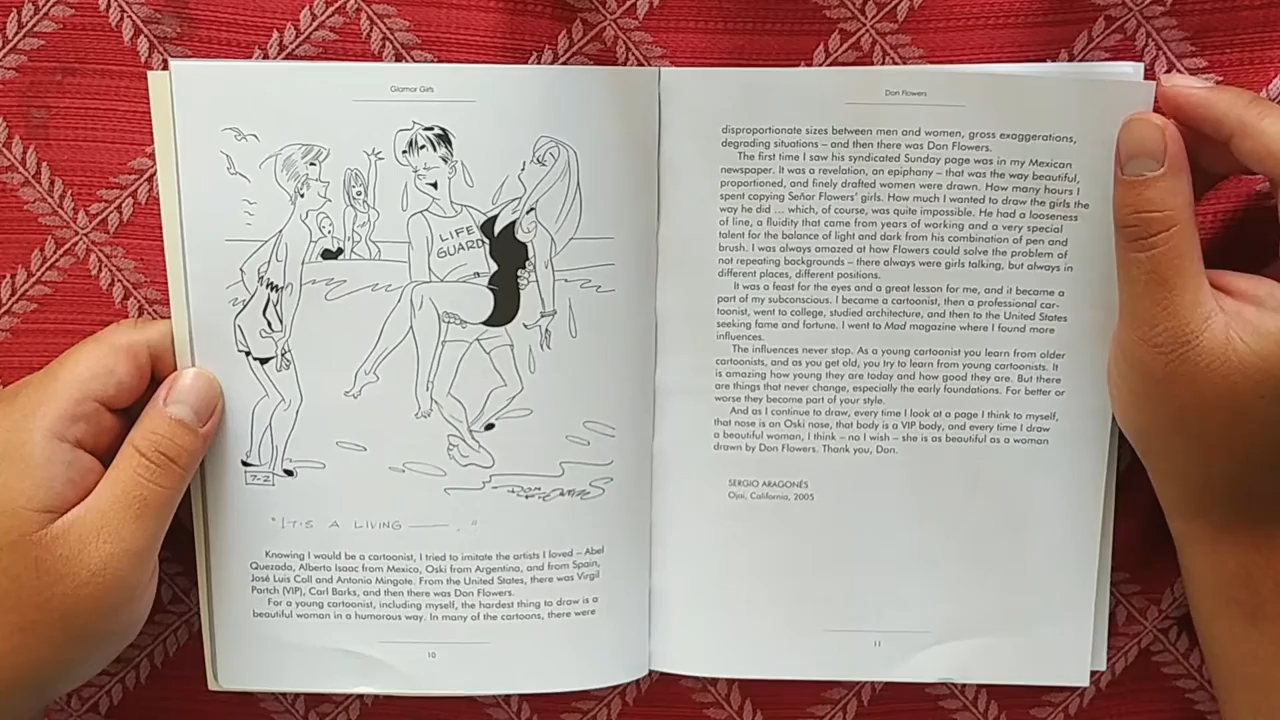 Glamor Girls
LIFE
GUARD
7-2
DON FLOWERS
"IT'S A LIVING ——— ."
Knowing I would be a cartoonist, I tried to imitate the artists I loved – Abel
Quezada, Alberto Isaac from Mexico, Oski from Argentina, and from Spain,
José Luis Coll and Antonio Mingote. From the United States, there was Virgil
Partch (VIP), Carl Barks, and then there was Don Flowers.
For a young cartoonist, including myself, the hardest thing to draw is a
beautiful woman in a humorous way. In many of the cartoons, there were
10
Don Flowers
disproportionate sizes between men and women, gross exaggerations,
degrading situations – and then there was Don Flowers.
The first time I saw his syndicated Sunday page was in my Mexican
newspaper. It was a revelation, an epiphany – that was the way beautiful,
proportioned, and finely drafted women were drawn. How many hours I
spent copying Señor Flowers' girls. How much I wanted to draw the girls the
way he did ... which, of course, was quite impossible. He had a looseness
of line, a fluidity that came from years of working and a very special
talent for the balance of light and dark from his combination of pen and
brush. I was always amazed at how Flowers could solve the problem of
not repeating backgrounds – there always were girls talking, but always in
different places, different positions.
It was a feast for the eyes and a great lesson for me, and it became a
part of my subconscious. I became a cartoonist, then a professional car-
toonist, went to college, studied architecture, and then to the United States
seeking fame and fortune. I went to Mad magazine where I found more
influences.
The influences never stop. As a young cartoonist you learn from older
cartoonists, and as you get old, you try to learn from young cartoonists. It
is amazing how young they are today and how good they are. But there
are things that never change, especially the early foundations. For better or
worse they become part of your style.
And as I continue to draw, every time I look at a page I think to myself,
that nose is an Oski nose, that body is a VIP body, and every time I draw
a beautiful woman, I think – no I wish – she is as beautiful as a woman
drawn by Don Flowers. Thank you, Don.
SERGIO ARAGONÉS
Ojai, California, 2005
11